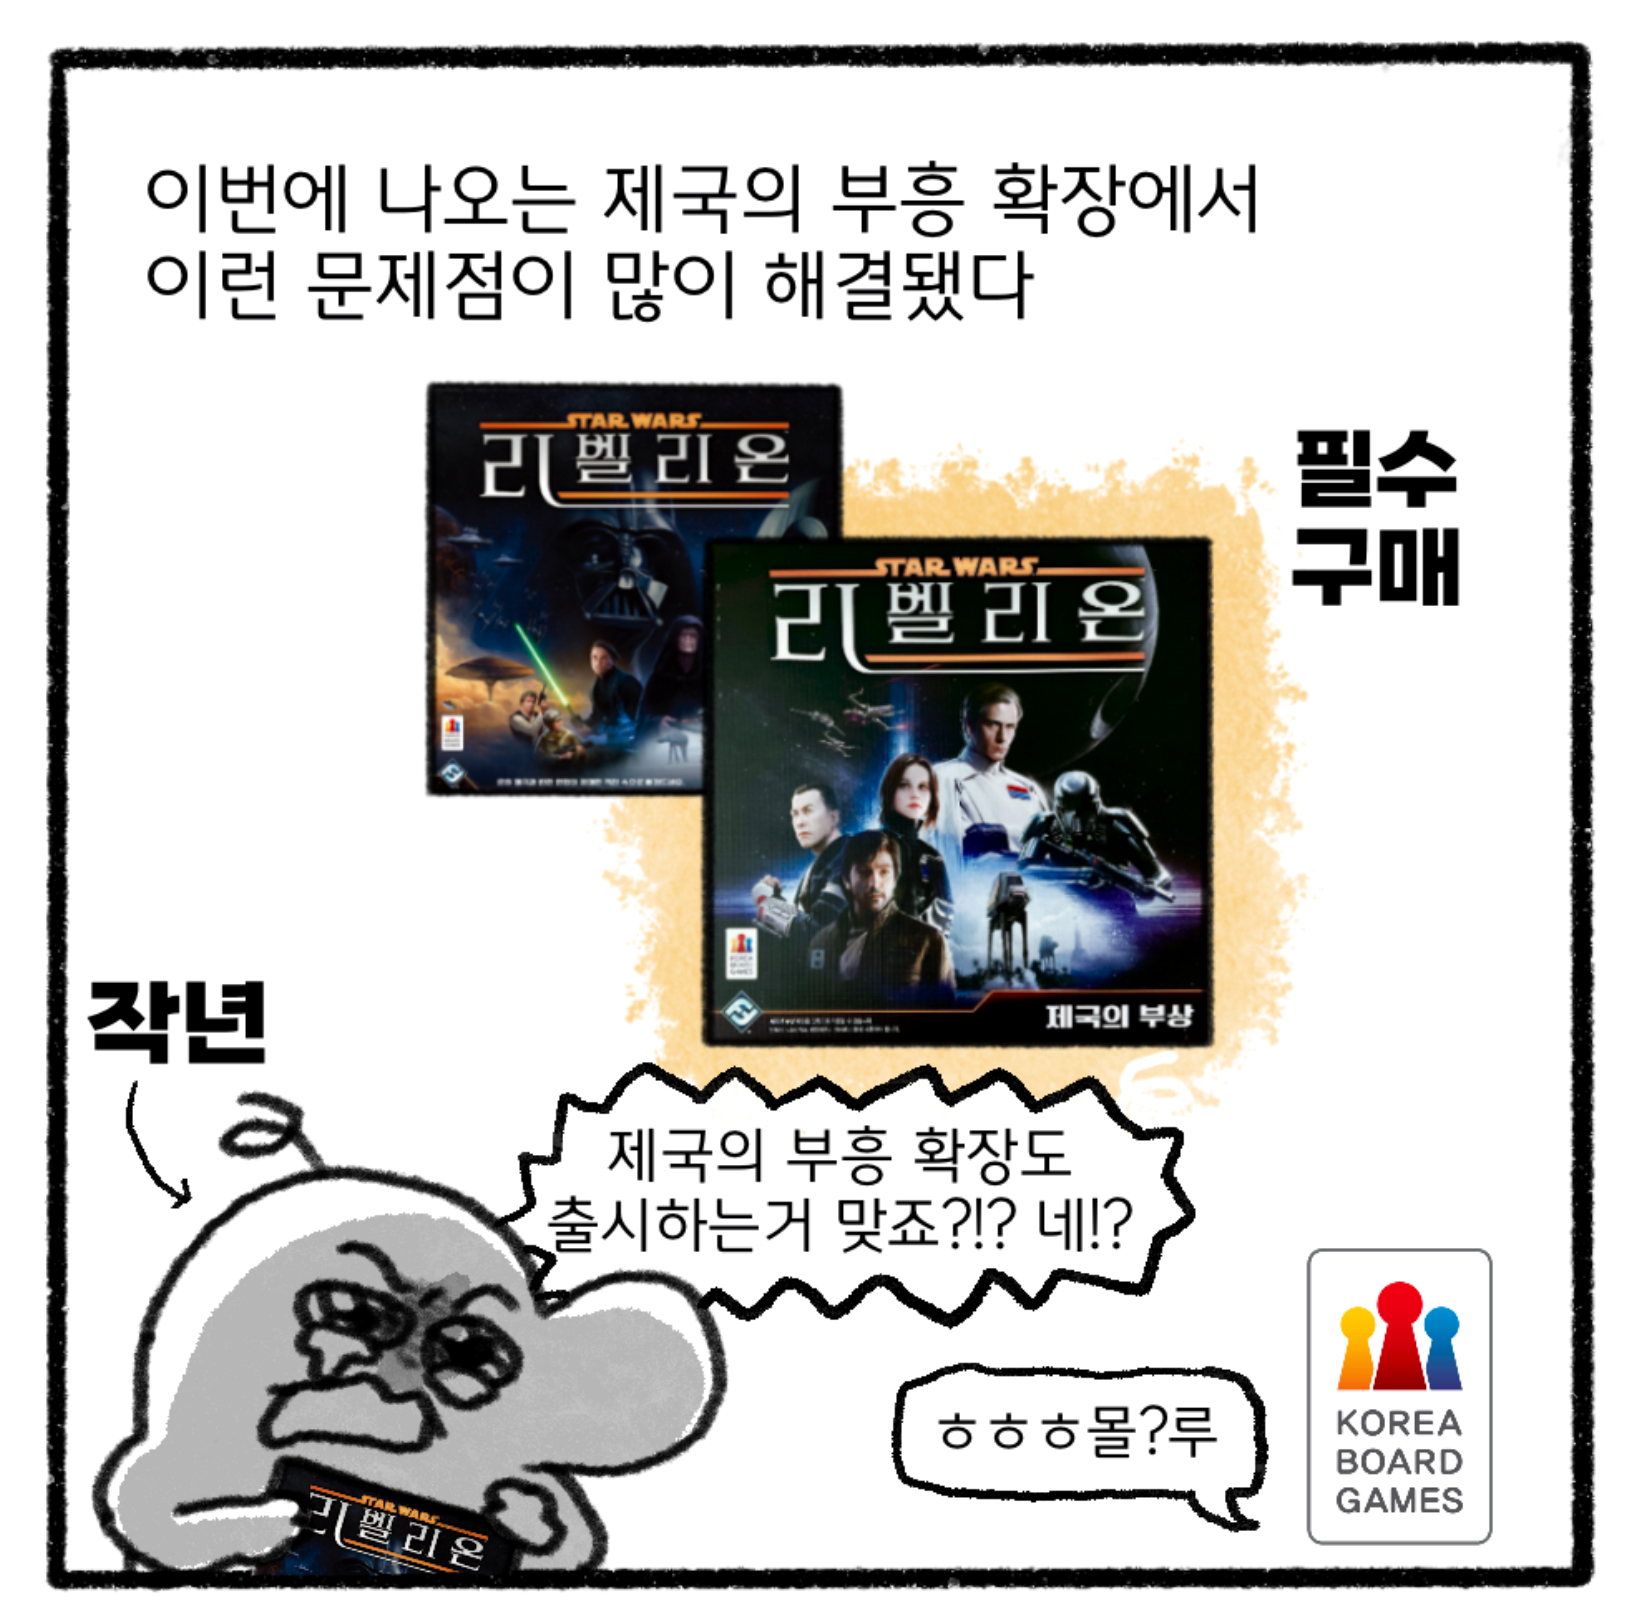 이번에 나오는 제국의 부흥 확장에서
이런 문제점이 많이 해결됐다
STAR WARS
리벨리온
필수
구매
STAR WARS
리벨리온
KOREA
BOARD
GAMES
제국의 부상
작년
제국의 부흥 확장도
출시하는거 맞죠?!? 네!?
ㅎㅎㅎ몰?루
KOREA
BOARD
GAMES
STAR WARS
리벨리온